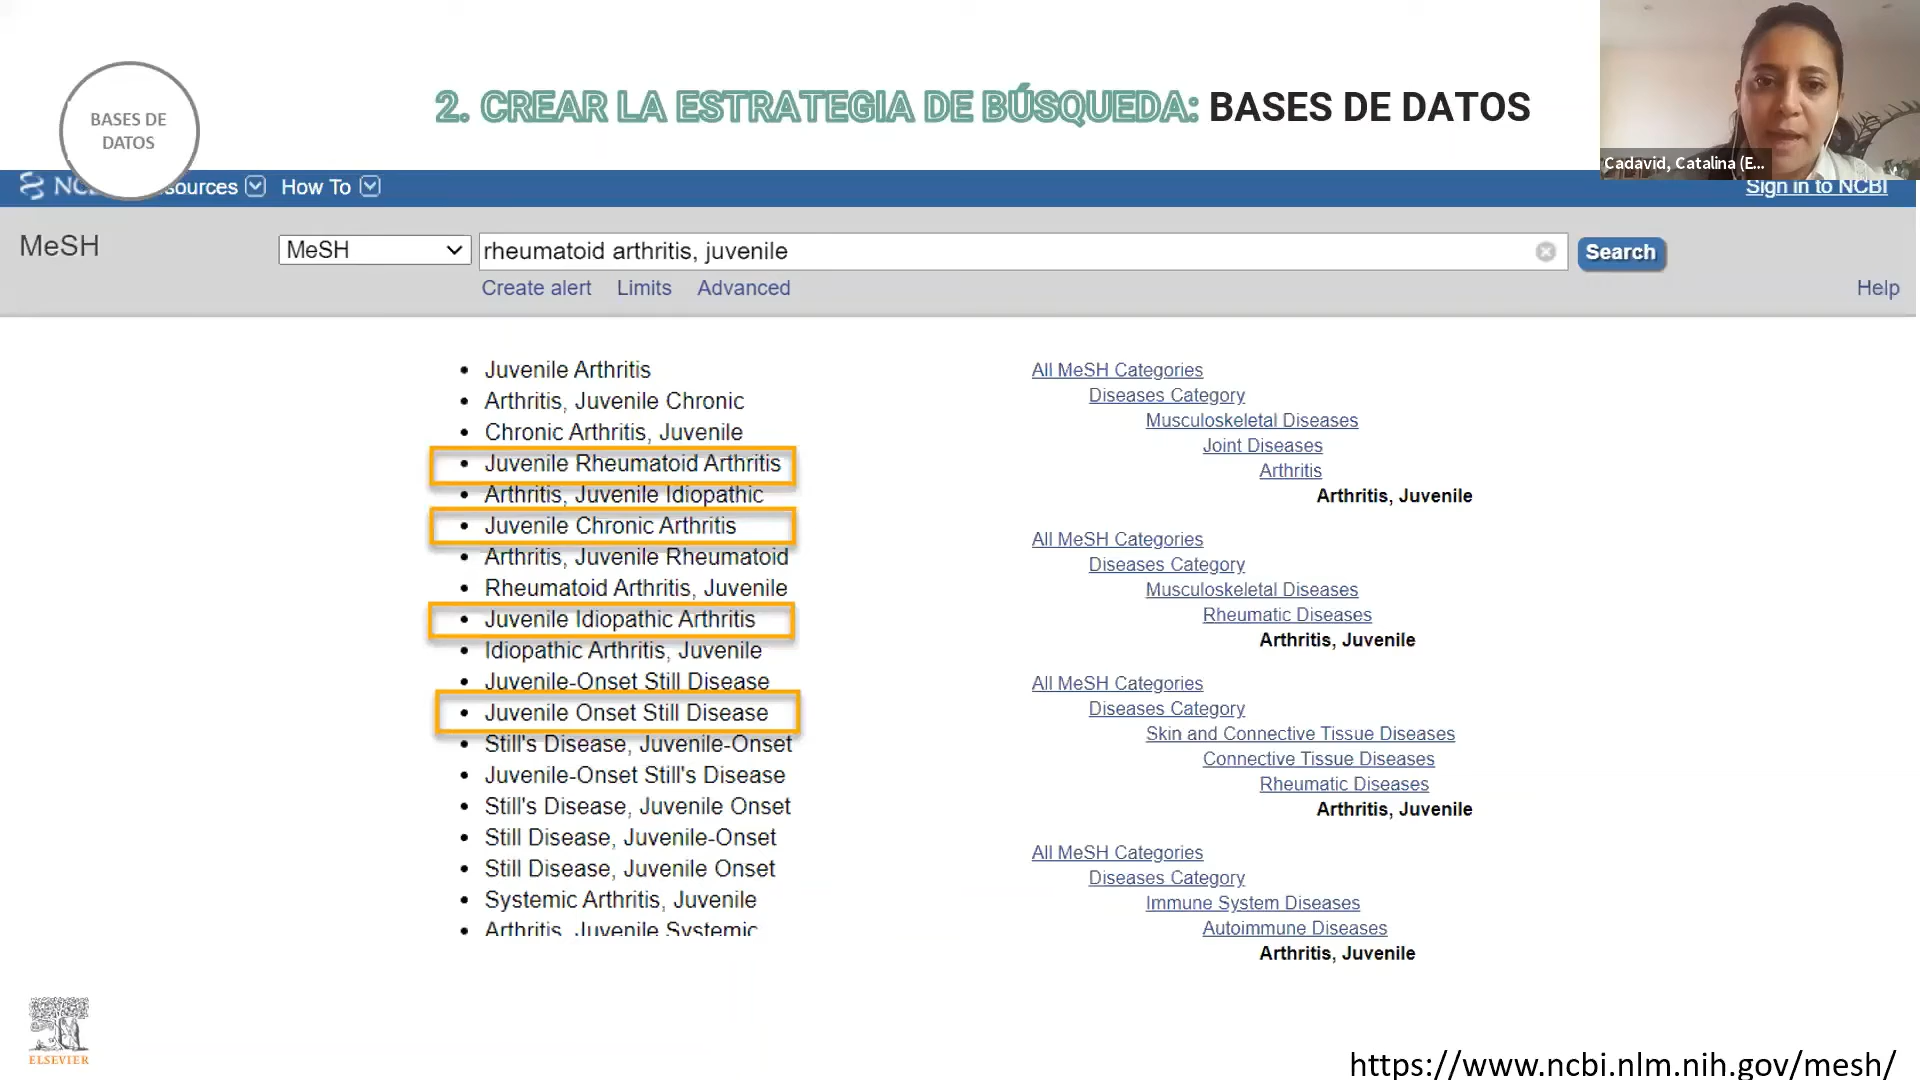 BASES DE
DATOS
2. CREAR LA ESTRATEGIA DE BÚSQUEDA: BASES DE DATOS
Cadavid, Catalina (E...
How To
Sign in to NCBI
MeSH
MeSH
rheumatoid arthritis, juvenile
Search
Create alert Limits Advanced
Help
Juvenile Arthritis
Arthritis, Juvenile Chronic
Chronic Arthritis, Juvenile
Juvenile Rheumatoid Arthritis
Arthritis, Juvenile Idiopathic
Juvenile Chronic Arthritis
Arthritis, Juvenile Rheumatoid
Rheumatoid Arthritis, Juvenile
Juvenile Idiopathic Arthritis
Idiopathic Arthritis, Juvenile
Juvenile-Onset Still Disease
Juvenile Onset Still Disease
Still's Disease, Juvenile-Onset
Juvenile-Onset Still's Disease
Still's Disease, Juvenile Onset
Still Disease, Juvenile-Onset
Still Disease, Juvenile Onset
Systemic Arthritis, Juvenile
Arthritis, Juvenile Systemic
All MeSH Categories
Diseases Category
Musculoskeletal Diseases
Joint Diseases
Arthritis
Arthritis, Juvenile
All MeSH Categories
Diseases Category
Musculoskeletal Diseases
Rheumatic Diseases
Arthritis, Juvenile
All MeSH Categories
Diseases Category
Skin and Connective Tissue Diseases
Connective Tissue Diseases
Rheumatic Diseases
Arthritis, Juvenile
All MeSH Categories
Diseases Category
Immune System Diseases
Autoimmune Diseases
Arthritis, Juvenile
ELSEVIER
https://www.ncbi.nlm.nih.gov/mesh/